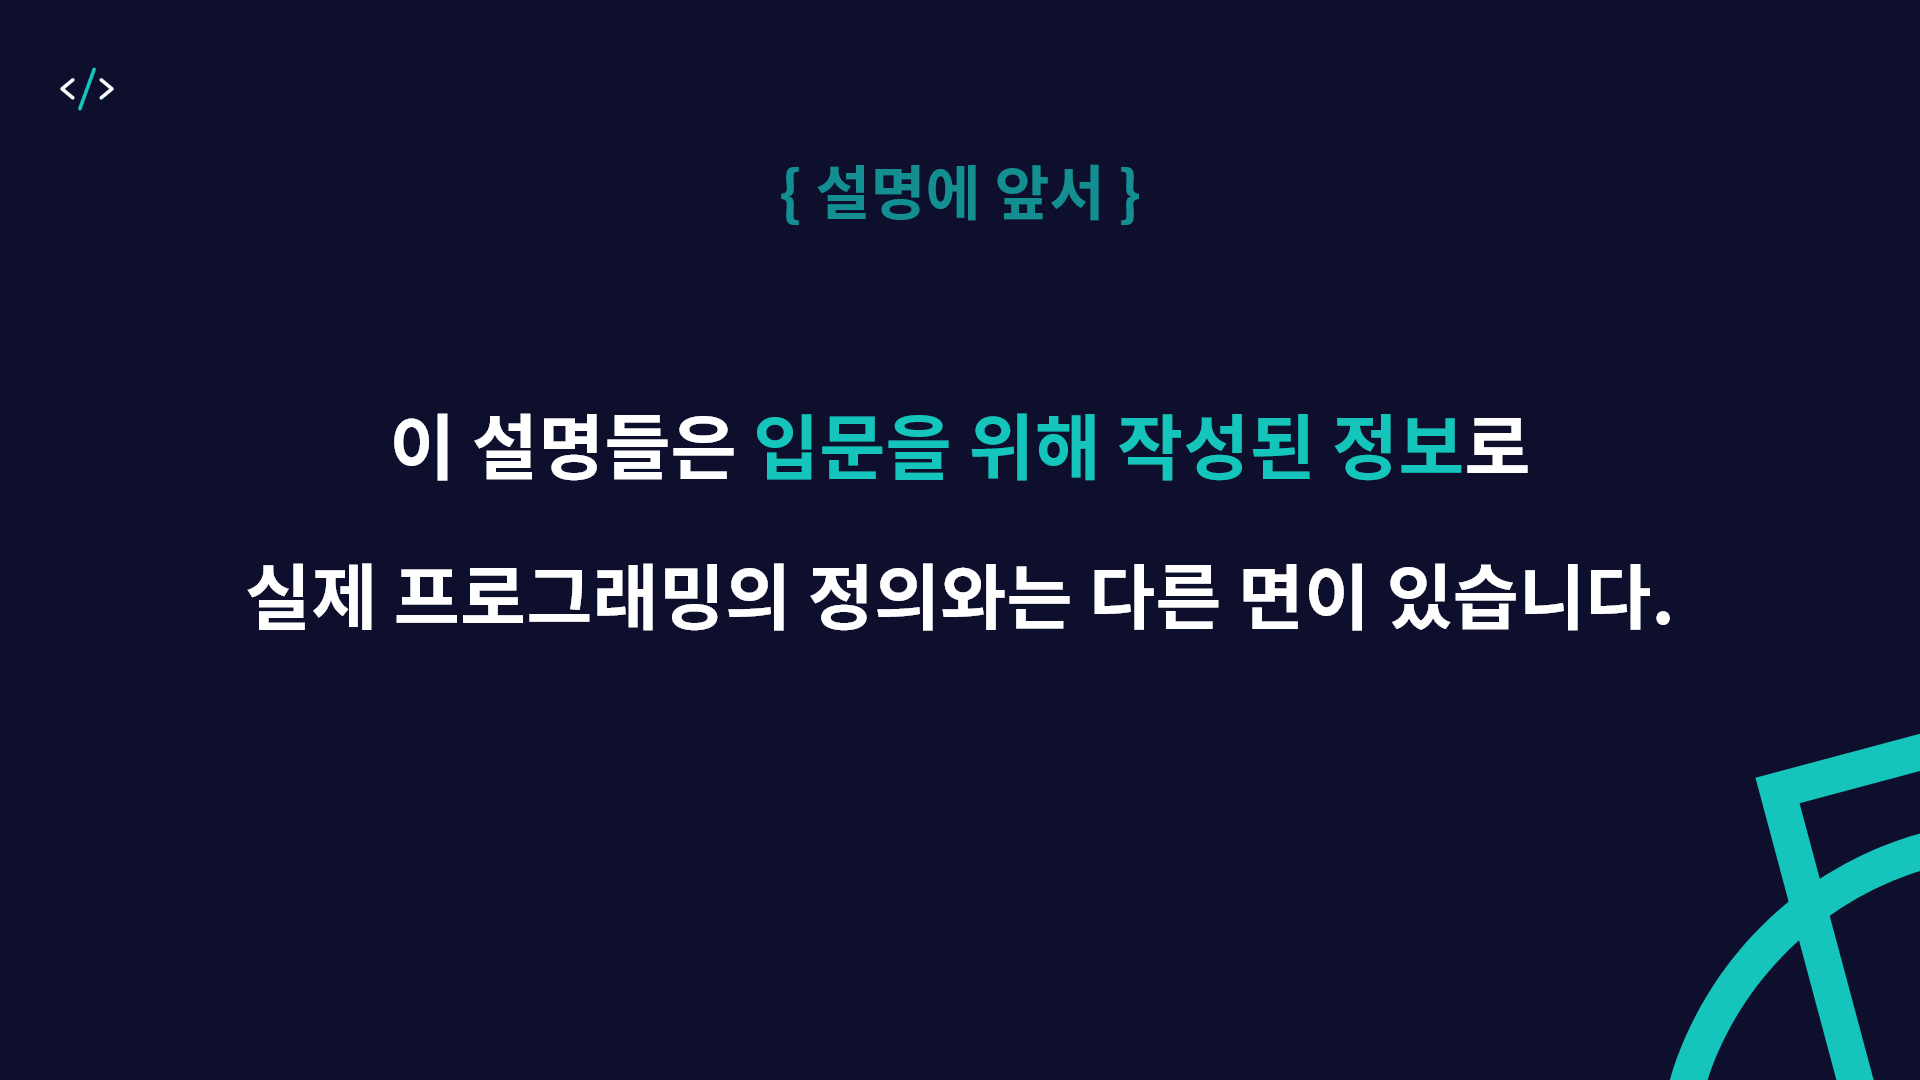 </>
{ 설명에 앞서 }
이 설명들은 입문을 위해 작성된 정보로
실제 프로그래밍의 정의와는 다른 면이 있습니다.